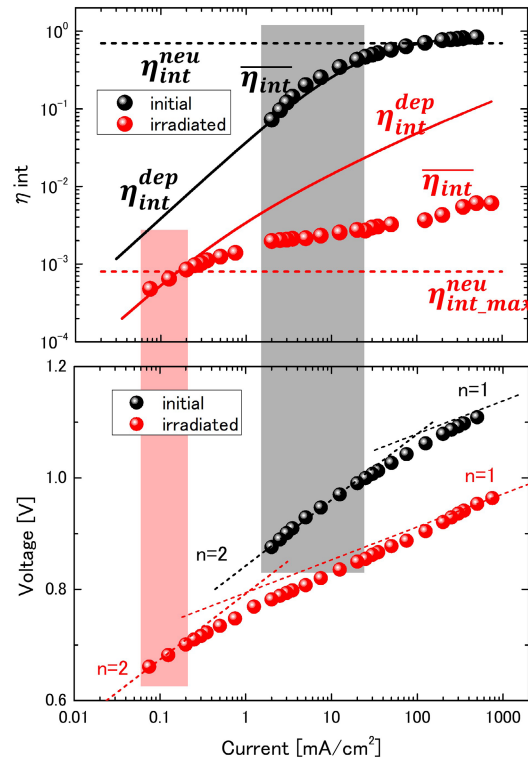 10⁰
10⁻¹
10⁻²
10⁻³
10⁻⁴
η int
η_int^neu
η̅_int
initial
irradiated
η_int^dep
η_int^dep
η̅_int
η_int_max^neu
1.2
1.0
0.8
0.6
Voltage [V]
initial
irradiated
n=1
n=1
n=2
n=2
0.01
0.1
1
10
100
1000
Current [mA/cm²]